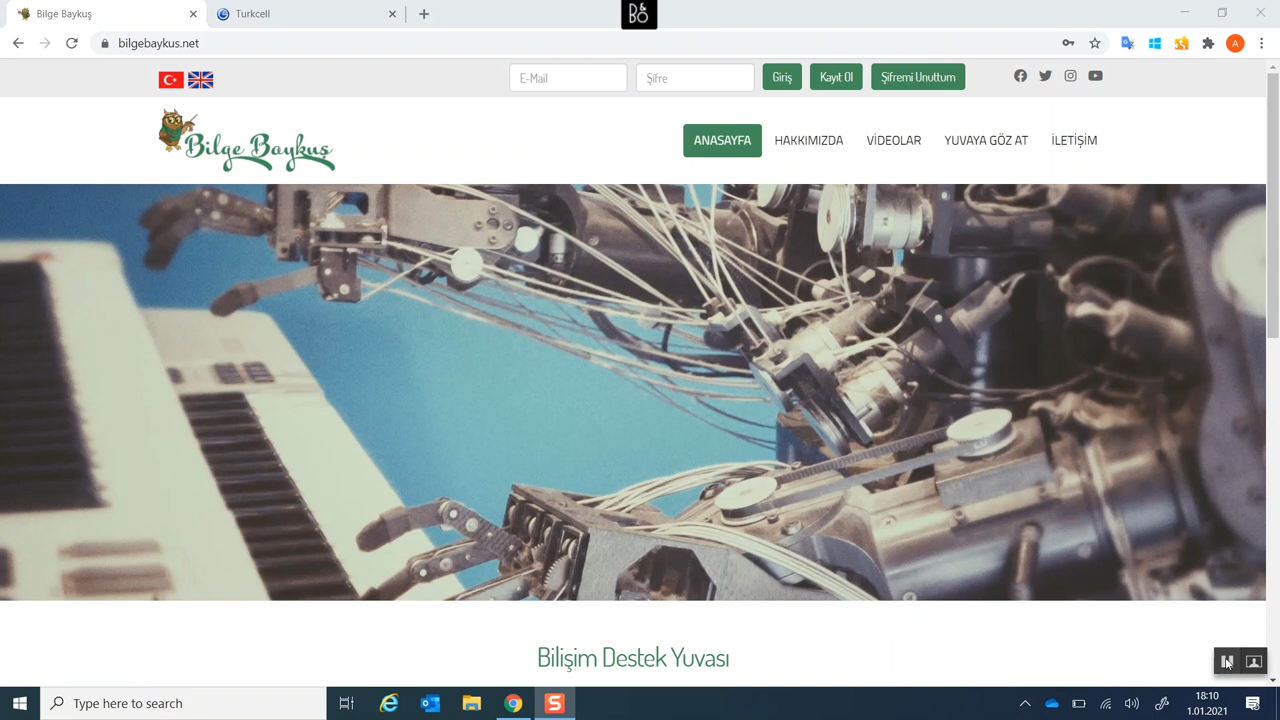 Bilge Baykuş
Turkcell
bilgebaykus.net
A
B&O
E-Mail
Şifre
Giriş
Kayıt Ol
Şifremi Unuttum
Bilge Baykuş
ANASAYFA
HAKKIMIZDA
VİDEOLAR
YUVAYA GÖZ AT
İLETİŞİM
Bilişim Destek Yuvası
Type here to search
S
18:10
1.01.2021